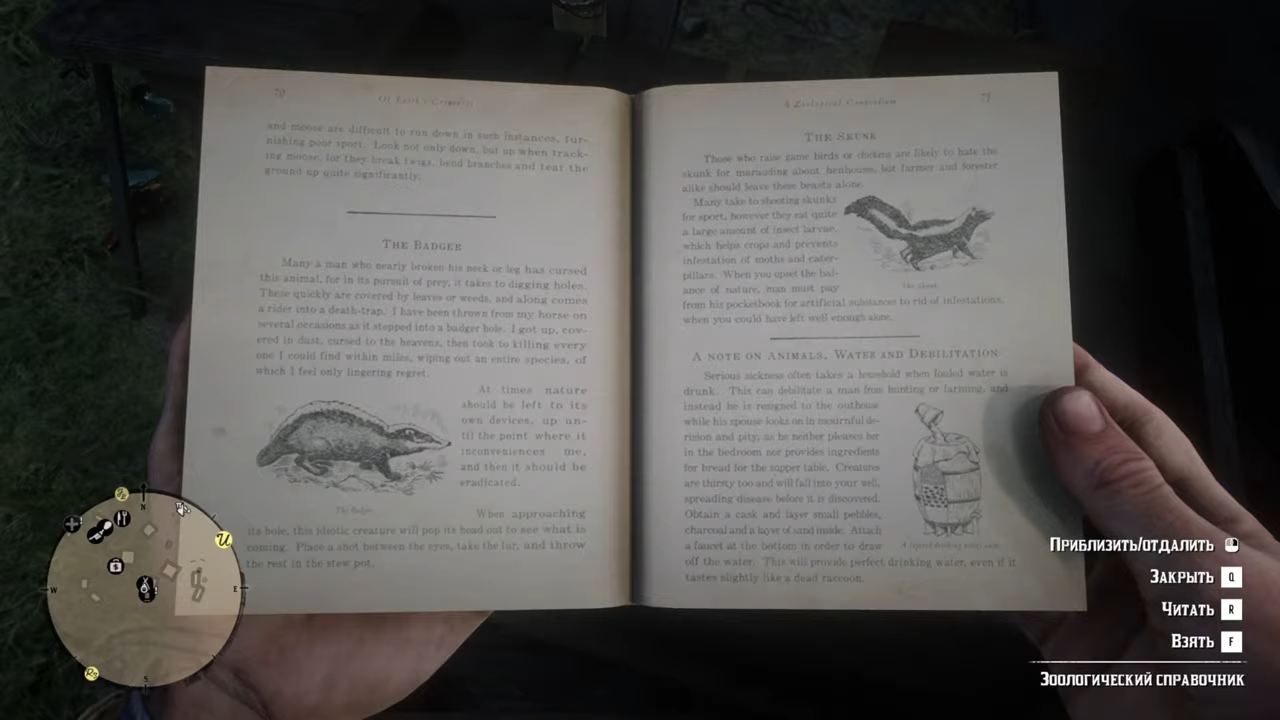 70
Of Earth's Creatures
and moose are difficult to run down in such instances, fur-
nishing poor sport. Look not only down, but up when track-
ing moose, for they break twigs, bend branches and tear the
ground up quite significantly.
THE BADGER
Many a man who nearly broken his neck or leg has cursed
this animal, for in its pursuit of prey, it takes to digging holes.
These quickly are covered by leaves or weeds, and along comes
a rider into a death-trap. I have been thrown from my horse on
several occasions as it stepped into a badger hole. I got up, cov-
ered in dust, cursed to the heavens, then took to killing every
one I could find within miles, wiping out an entire species, of
which I feel only lingering regret.
At times nature
should be left to its
own devices, up un-
til the point where it
inconveniences me,
and then it should be
eradicated.
The Badger.
When approaching
its hole, this idiotic creature will pop its head out to see what is
coming. Place a shot between the eyes, take the fur, and throw
the rest in the stew pot.
A Zoological Compendium
71
THE SKUNK
Those who raise game birds or chickens are likely to hate the
skunk for marauding about henhouses, but farmer and forester
alike should leave these beasts alone.
Many take to shooting skunks
for sport, however they eat quite
a large amount of insect larvae,
which helps crops and prevents
infestation of moths and cater-
pillars. When you upset the bal-
ance of nature, man must pay
from his pocketbook for artificial substances to rid of infestations,
when you could have left well enough alone.
The Skunk.
A NOTE ON ANIMALS, WATER AND DEBILITATION
Serious sickness often takes a household when fouled water is
drunk. This can debilitate a man from hunting or farming, and
instead he is resigned to the outhouse
while his spouse looks on in mournful de-
rision and pity, as he neither pleases her
in the bedroom nor provides ingredients
for bread for the supper table. Creatures
are thirsty too and will fall into your well,
spreading disease before it is discovered.
Obtain a cask and layer small pebbles,
charcoal and a layer of sand inside. Attach
a faucet at the bottom in order to draw
off the water. This will provide perfect drinking water, even if it
tastes slightly like a dead raccoon.
A layered drinking water cask.
N
W
E
S
U
Ro
$
Приблизить/отдалить
Закрыть Q
Читать R
Взять F
Зоологический справочник